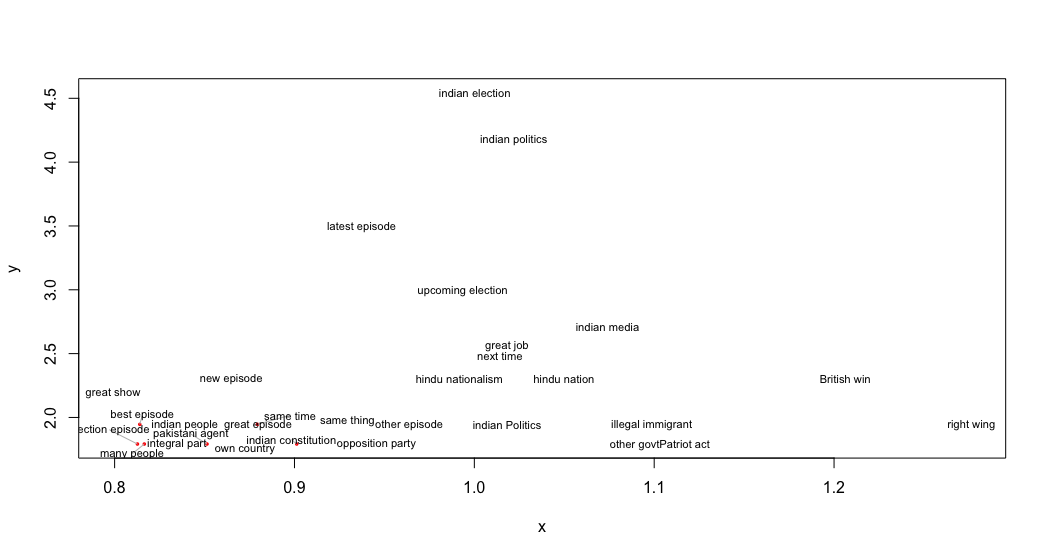 4.5
indian election
indian politics
4.0
latest episode
3.5
3.0
upcoming election
indian media
great job
2.5
next time
new episode
hindu nationalism
hindu nation
British win
great show
2.0
best episode
same time
same thing
indian people
great episode
other episode
indian Politics
illegal immigrant
right wing
ection episode
pakistani agent
integral part
indian constitution
opposition party
other govtPatriot act
own country
many people
y
0.8 0.9 1.0 1.1 1.2
x